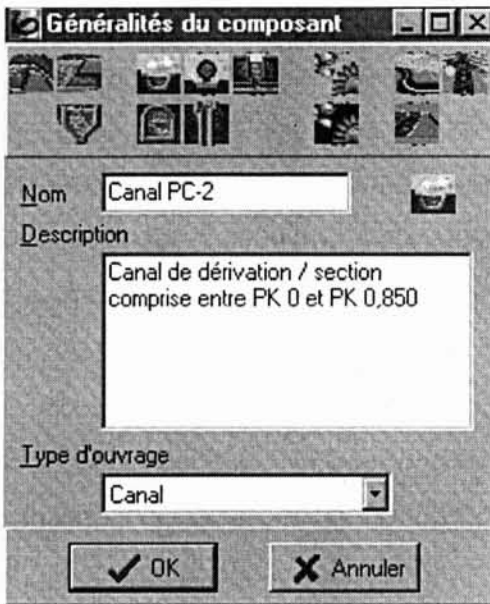 Généralités du composant
Nom Canal PC-2
Description
Canal de dérivation / section
comprise entre PK 0 et PK 0,850
Type d'ouvrage
Canal
OK Annuler